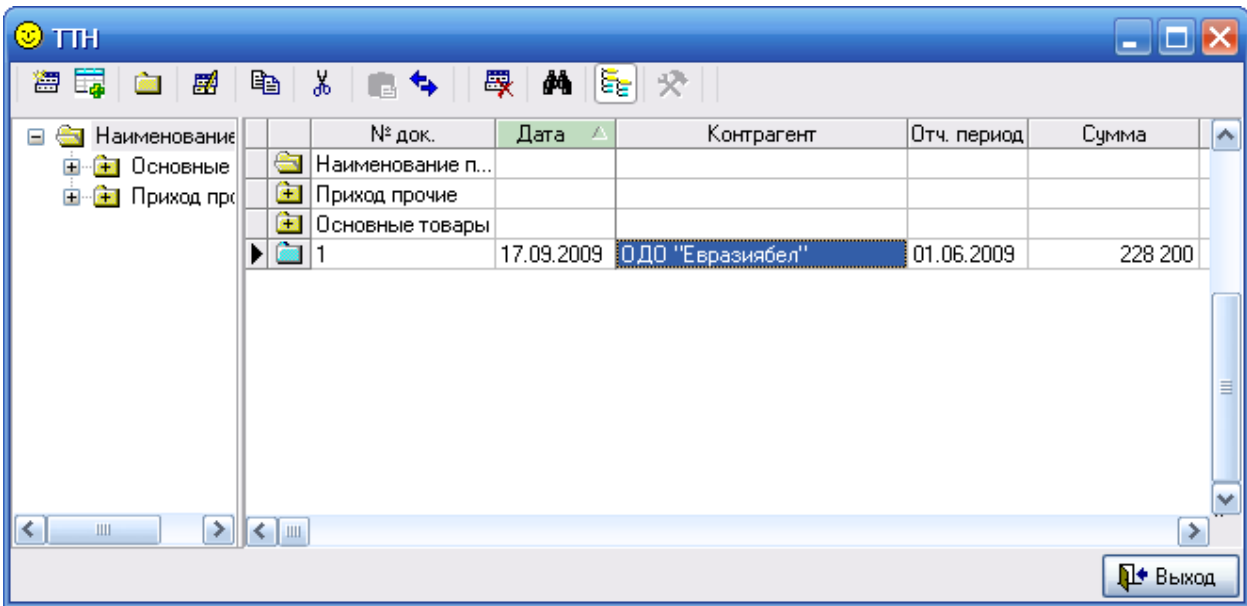 ТТН
Наименование
Основные
Приход про
№ док. Дата Контрагент Отч. период Сумма
Наименование п...
Приход прочие
Основные товары
1 17.09.2009 ОДО "Евразиябел" 01.06.2009 228 200
Выход